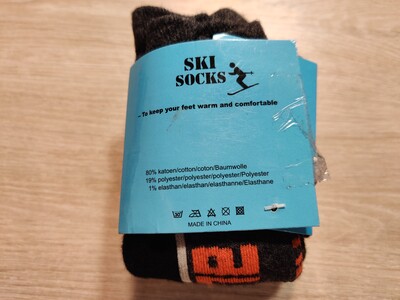 SKI
SOCKS
- To keep your feet warm and comfortable
80% katoen/cotton/coton/Baumwolle
19% polyester/polyester/polyester/Polyester
1% elasthan/elasthan/elasthanne/Elasthane
MADE IN CHINA